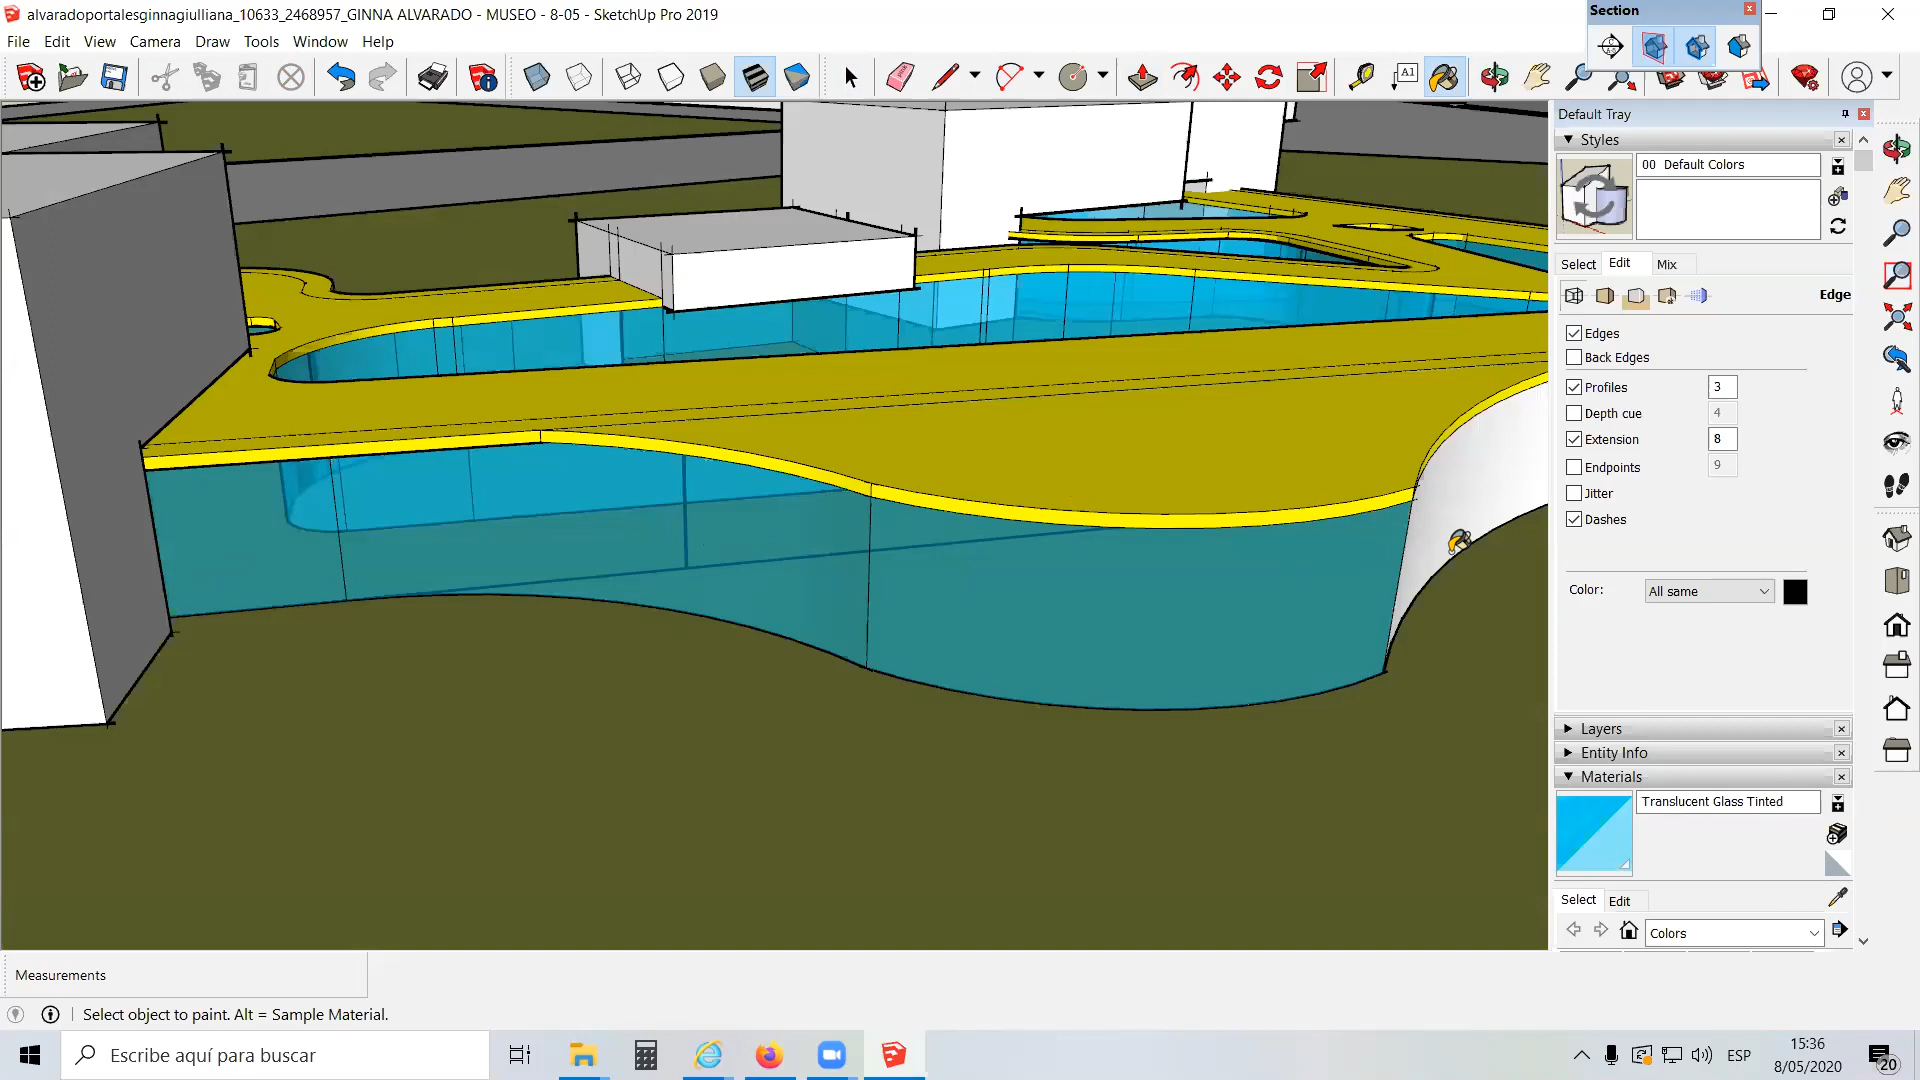 alvaradoportalesginnagiulliana_10633_2468957_GINNA ALVARADO - MUSEO - 8-05 - SketchUp Pro 2019
Section
File Edit View Camera Draw Tools Window Help
A1
Default Tray
Styles
00 Default Colors
Select Edit Mix
Edge
Edges
Back Edges
Profiles 3
Depth cue 4
Extension 8
Endpoints 9
Jitter
Dashes
Color: All same
Layers
Entity Info
Materials
Translucent Glass Tinted
Select Edit
Colors
Measurements
Select object to paint. Alt = Sample Material.
Escribe aquí para buscar
ESP
15:36
8/05/2020
20